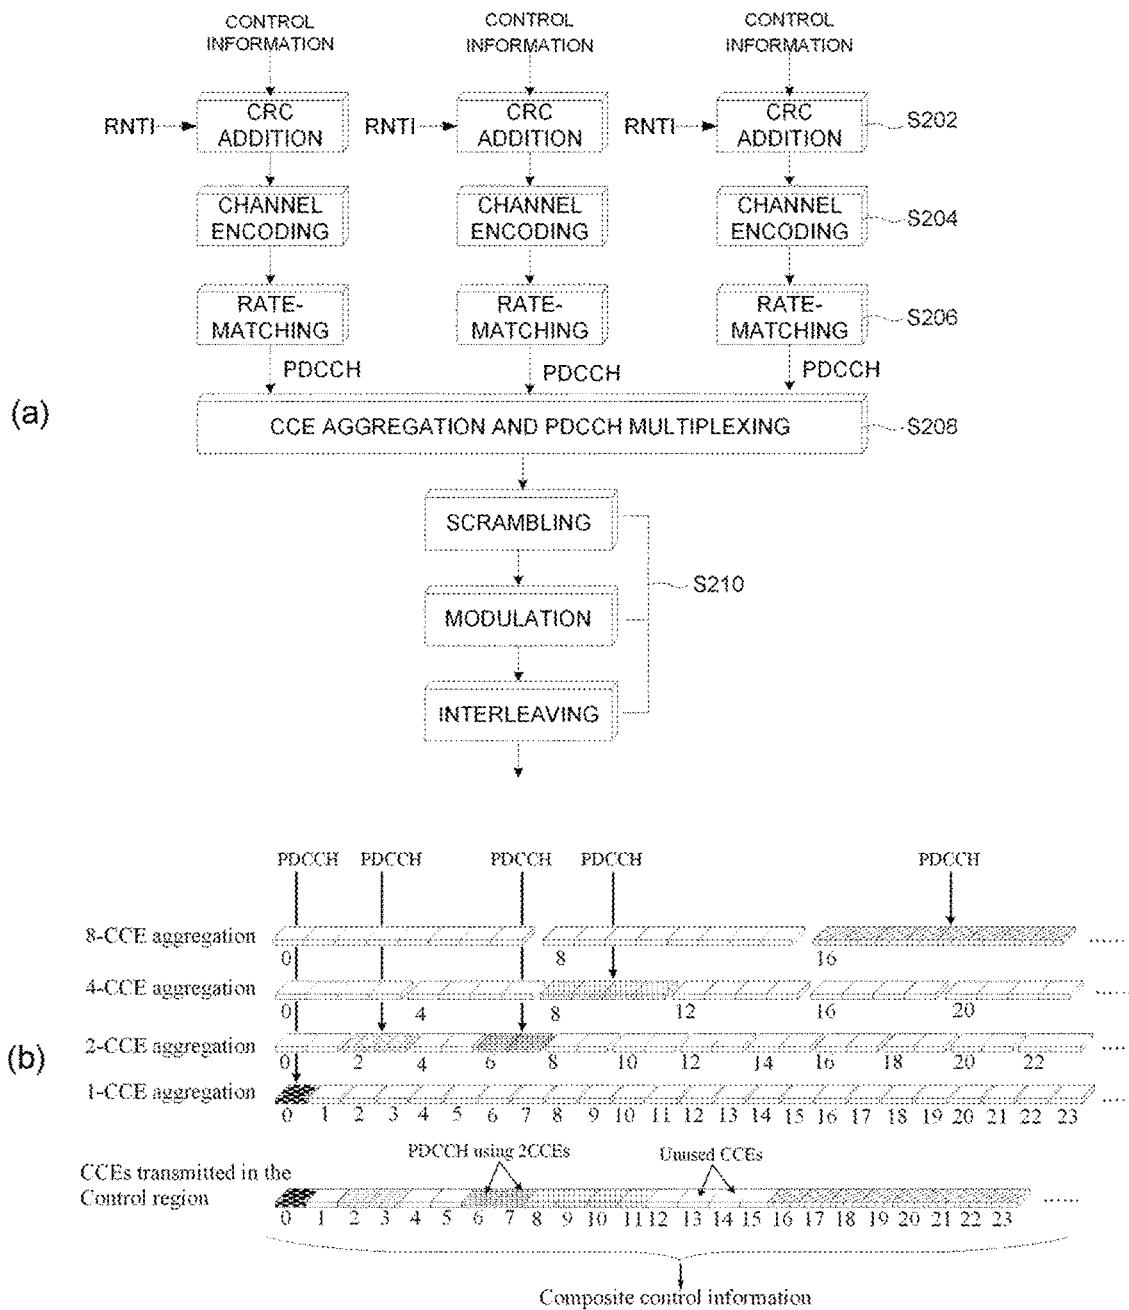 CONTROL INFORMATION
CONTROL INFORMATION
CONTROL INFORMATION
RNTI
CRC ADDITION
RNTI
CRC ADDITION
RNTI
CRC ADDITION
S202
CHANNEL ENCODING
CHANNEL ENCODING
CHANNEL ENCODING
S204
RATE-MATCHING
RATE-MATCHING
RATE-MATCHING
S206
PDCCH
PDCCH
PDCCH
(a)
CCE AGGREGATION AND PDCCH MULTIPLEXING
S208
SCRAMBLING
MODULATION
S210
INTERLEAVING
PDCCH PDCCH PDCCH PDCCH PDCCH
8-CCE aggregation
......
0 8 16
4-CCE aggregation
......
0 4 8 12 16 20
(b)
2-CCE aggregation
......
0 2 4 6 8 10 12 14 16 18 20 22
1-CCE aggregation
......
0 1 2 3 4 5 6 7 8 9 10 11 12 13 14 15 16 17 18 19 20 21 22 23
PDCCH using 2CCEs
Unused CCEs
CCEs transmitted in the
Control region
......
0 1 2 3 4 5 6 7 8 9 10 11 12 13 14 15 16 17 18 19 20 21 22 23
Composite control information